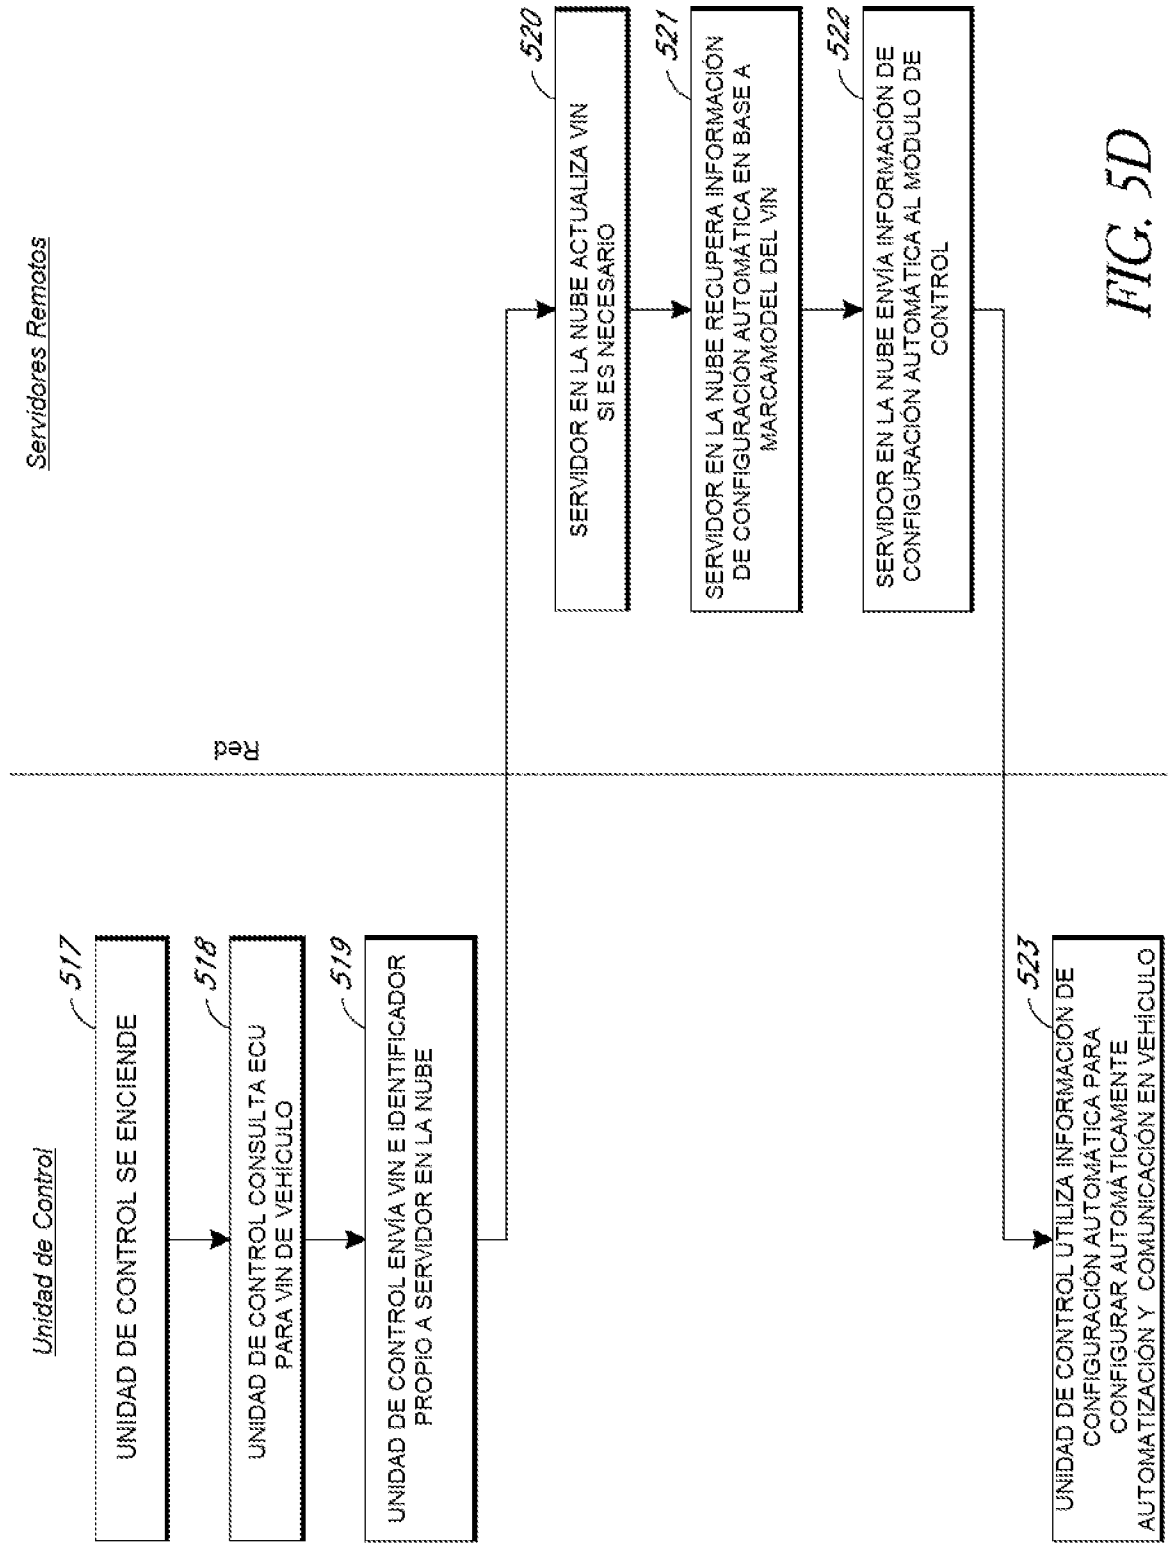 Unidad de Control
Red
Servidores Remotos
517
UNIDAD DE CONTROL SE ENCIENDE
518
UNIDAD DE CONTROL CONSULTA ECU
PARA VIN DE VEHÍCULO
519
UNIDAD DE CONTROL ENVÍA VIN E IDENTIFICADOR
PROPIO A SERVIDOR EN LA NUBE
520
SERVIDOR EN LA NUBE ACTUALIZA VIN
SI ES NECESARIO
521
SERVIDOR EN LA NUBE RECUPERA INFORMACIÓN
DE CONFIGURACIÓN AUTOMÁTICA EN BASE A
MARCA/MODEL DEL VIN
522
SERVIDOR EN LA NUBE ENVÍA INFORMACIÓN DE
CONFIGURACIÓN AUTOMÁTICA AL MÓDULO DE
CONTROL
523
UNIDAD DE CONTROL UTILIZA INFORMACIÓN DE
CONFIGURACIÓN AUTOMÁTICA PARA
CONFIGURAR AUTOMÁTICAMENTE
AUTOMATIZACIÓN Y COMUNICACIÓN EN VEHÍCULO
FIG. 5D